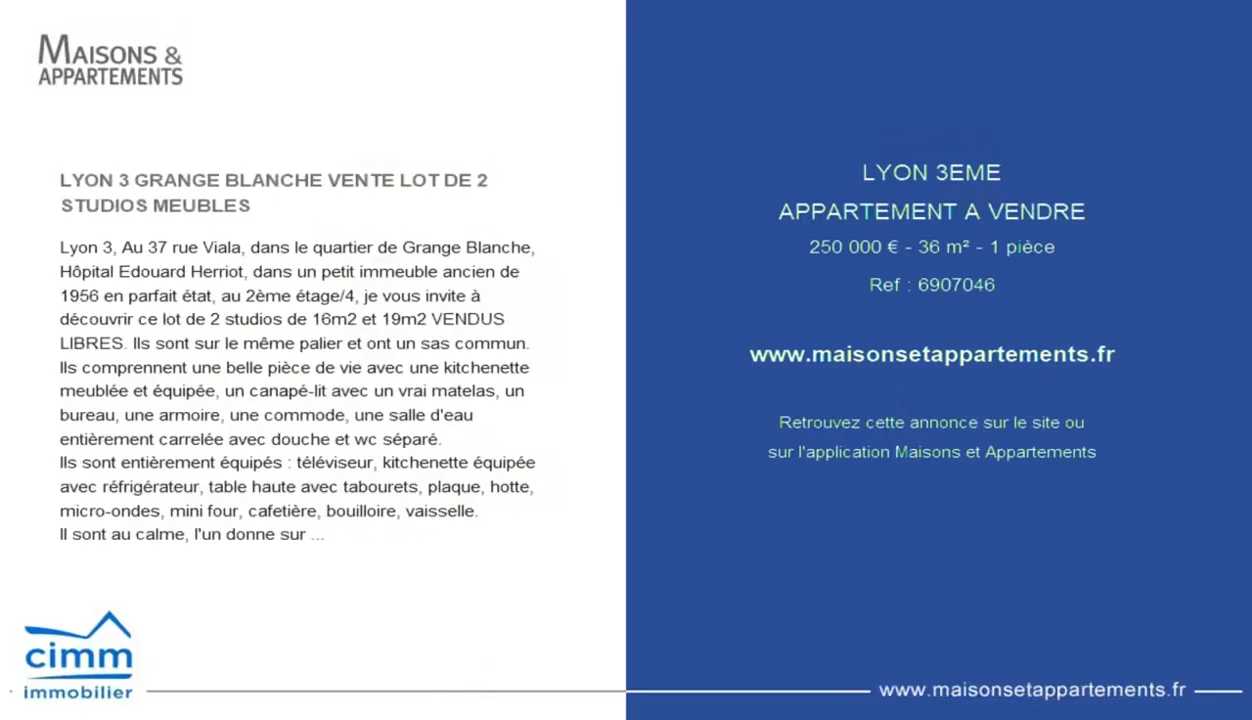 MAISONS &
APPARTEMENTS
LYON 3 GRANGE BLANCHE VENTE LOT DE 2
STUDIOS MEUBLES
Lyon 3, Au 37 rue Viala, dans le quartier de Grange Blanche,
Hôpital Edouard Herriot, dans un petit immeuble ancien de
1956 en parfait état, au 2ème étage/4, je vous invite à
découvrir ce lot de 2 studios de 16m2 et 19m2 VENDUS
LIBRES. Ils sont sur le même palier et ont un sas commun.
Ils comprennent une belle pièce de vie avec une kitchenette
meublée et équipée, un canapé-lit avec un vrai matelas, un
bureau, une armoire, une commode, une salle d'eau
entièrement carrelée avec douche et wc séparé.
Ils sont entièrement équipés : téléviseur, kitchenette équipée
avec réfrigérateur, table haute avec tabourets, plaque, hotte,
micro-ondes, mini four, cafetière, bouilloire, vaisselle.
Il sont au calme, l'un donne sur ...
cimm
immobilier
LYON 3EME
APPARTEMENT A VENDRE
250 000 € - 36 m² - 1 pièce
Ref : 6907046
www.maisonsetappartements.fr
Retrouvez cette annonce sur le site ou
sur l'application Maisons et Appartements
www.maisonsetappartements.fr